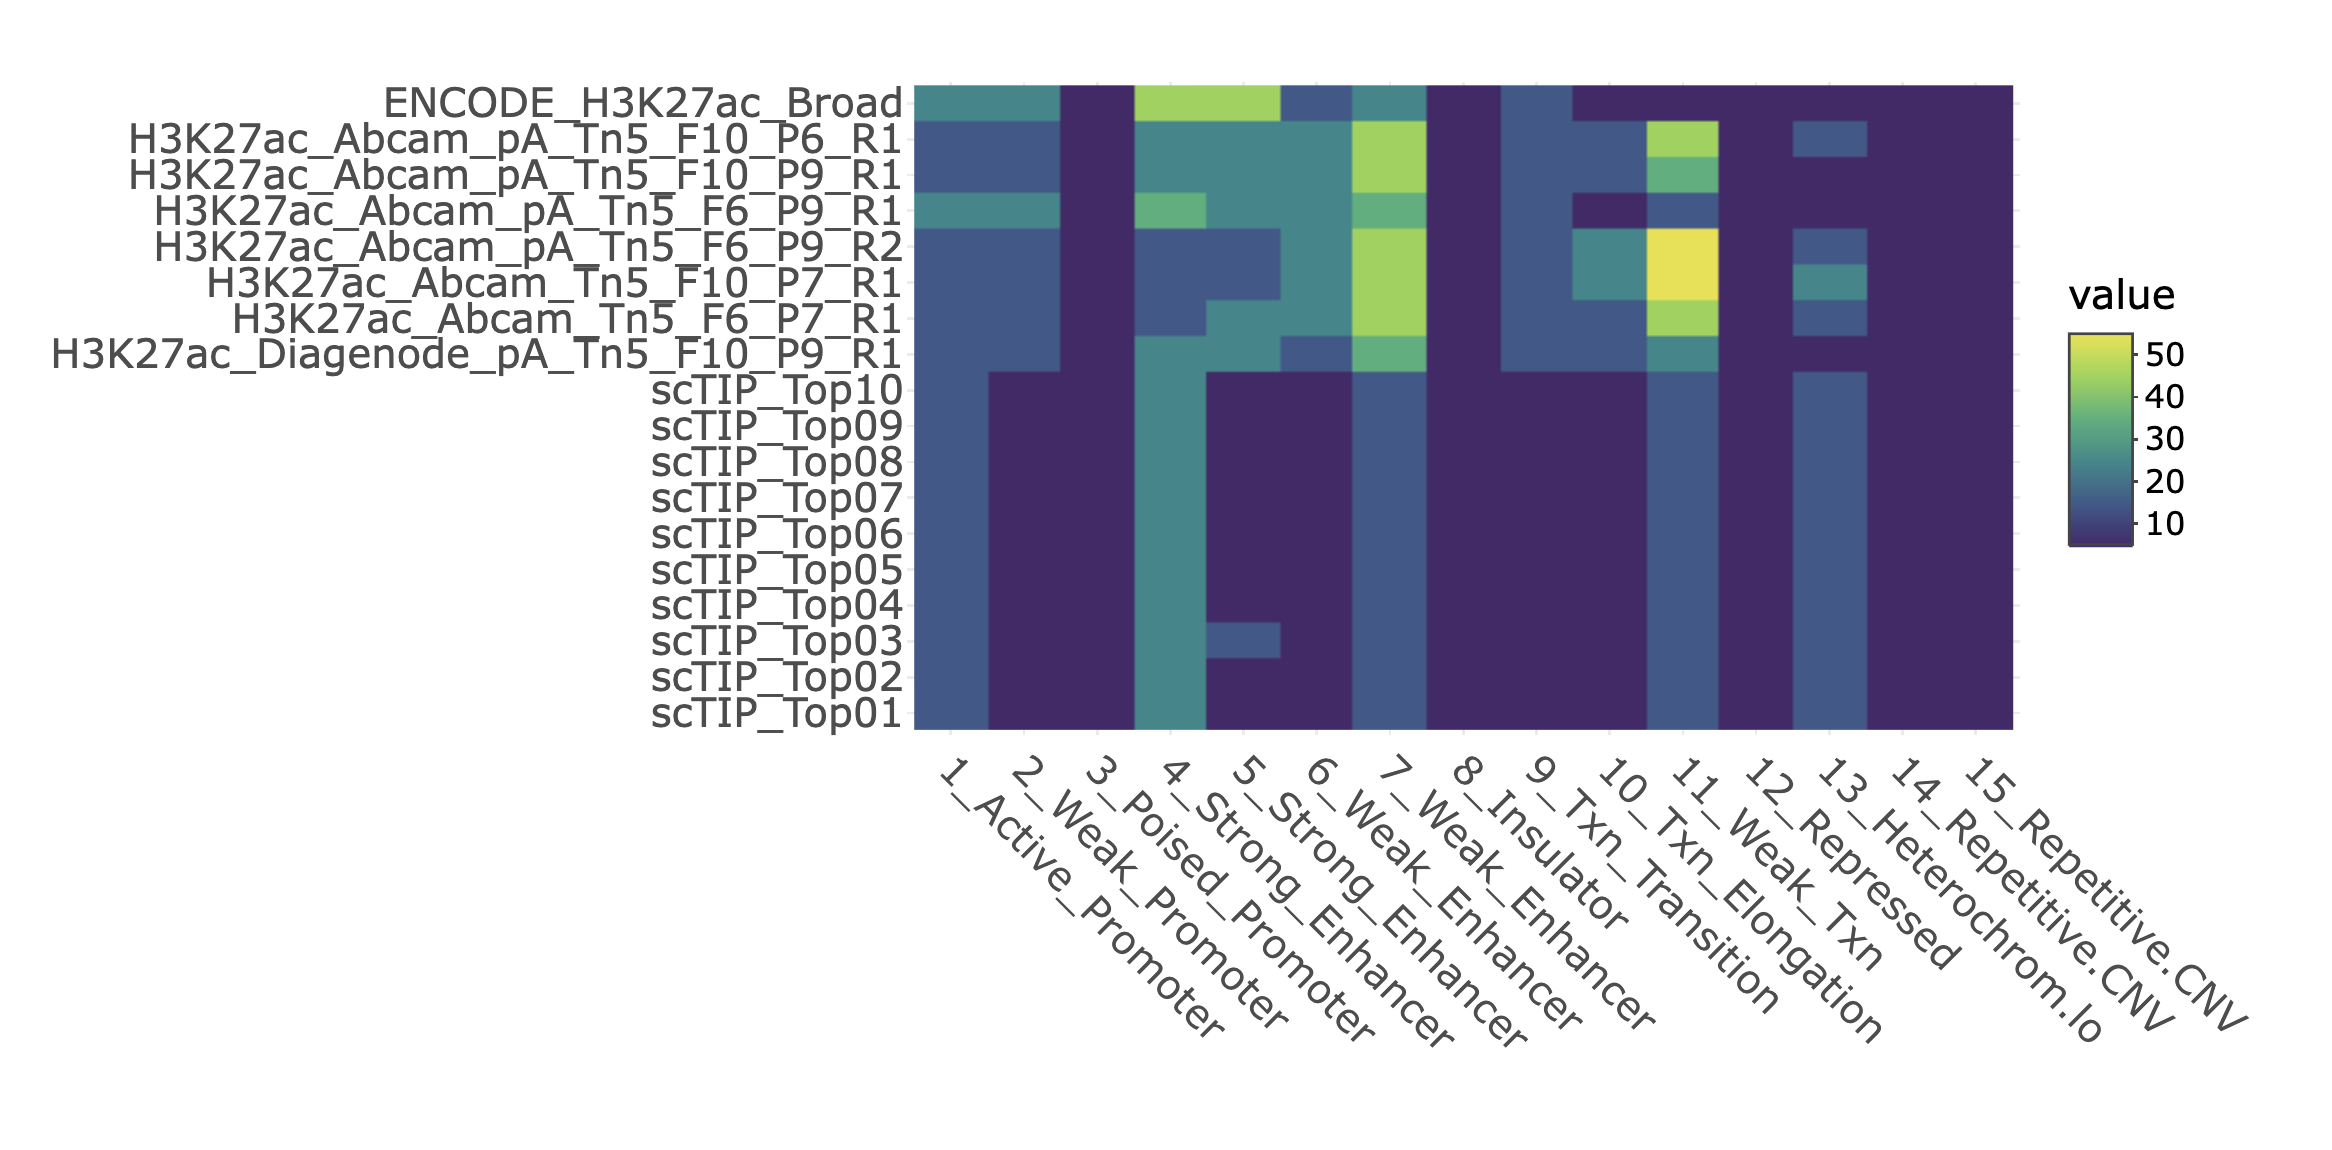 ENCODE_H3K27ac_Broad
H3K27ac_Abcam_pA_Tn5_F10_P6_R1
H3K27ac_Abcam_pA_Tn5_F10_P9_R1
H3K27ac_Abcam_pA_Tn5_F6_P9_R1
H3K27ac_Abcam_pA_Tn5_F6_P9_R2
H3K27ac_Abcam_Tn5_F10_P7_R1
H3K27ac_Abcam_Tn5_F6_P7_R1
H3K27ac_Diagenode_pA_Tn5_F10_P9_R1
scTIP_Top10
scTIP_Top09
scTIP_Top08
scTIP_Top07
scTIP_Top06
scTIP_Top05
scTIP_Top04
scTIP_Top03
scTIP_Top02
scTIP_Top01
1_Active_Promoter
2_Weak_Promoter
3_Poised_Promoter
4_Strong_Enhancer
5_Strong_Enhancer
6_Weak_Enhancer
7_Weak_Enhancer
8_Insulator
9_Txn_Transition
10_Txn_Elongation
11_Weak_Txn
12_Repressed
13_Heterochrom.lo
14_Repetitive.CNV
15_Repetitive.CNV
value
50
40
30
20
10